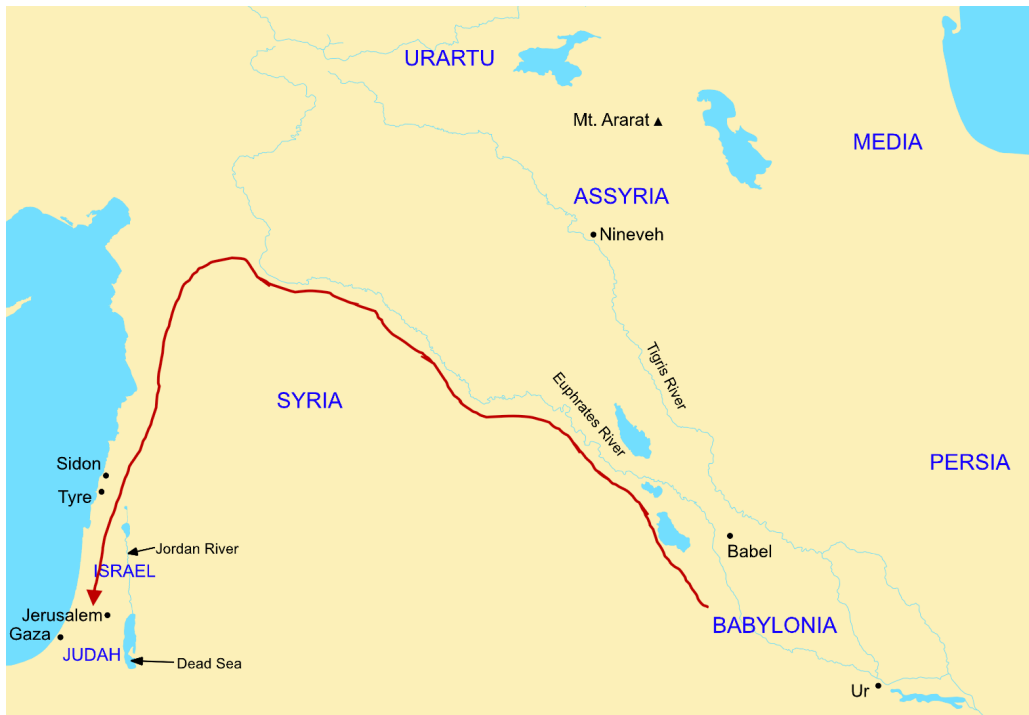 URARTU
Mt. Ararat
MEDIA
ASSYRIA
Nineveh
Tigris River
Euphrates River
SYRIA
PERSIA
Sidon
Tyre
Babel
Jordan River
ISRAEL
Jerusalem
Gaza
BABYLONIA
JUDAH
Dead Sea
Ur